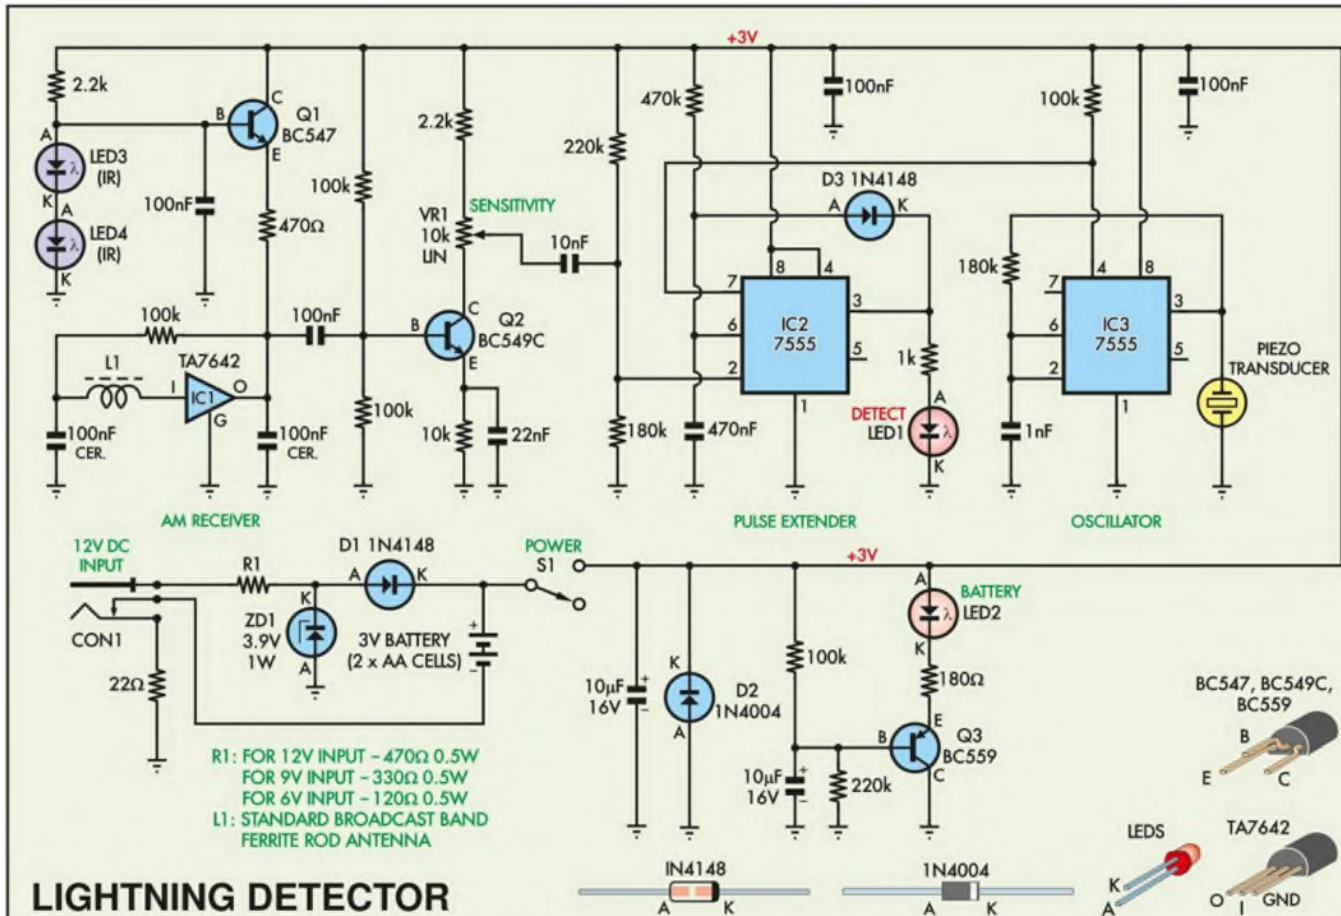 +3V
2.2k
B
C
Q1
BC547
E
A
LED3
(IR)
K
A
LED4
(IR)
K
100nF
470Ω
100k
2.2k
VR1
10k
LIN
SENSITIVITY
10nF
220k
470k
100nF
100k
100nF
D3 1N4148
A
K
180k
100k
L1
TA7642
I
IC1
O
G
100nF
CER.
100nF
CER.
100nF
B
C
Q2
BC549C
E
100k
10k
22nF
180k
470nF
8
4
7
6
2
3
5
1
IC2
7555
1k
A
DETECT
LED1
K
4
8
7
6
2
3
5
1
IC3
7555
1nF
PIEZO
TRANSDUCER
AM RECEIVER
PULSE EXTENDER
OSCILLATOR
12V DC
INPUT
R1
D1 1N4148
A
K
POWER
S1
+3V
CON1
22Ω
K
ZD1
3.9V
1W
A
3V BATTERY
(2 x AA CELLS)
+
–
10µF
16V
+
–
K
D2
1N4004
A
100k
10µF
16V
+
–
220k
A
BATTERY
LED2
K
180Ω
E
B
Q3
BC559
C
BC547, BC549C,
BC559
B
E
C
R1: FOR 12V INPUT – 470Ω 0.5W
FOR 9V INPUT – 330Ω 0.5W
FOR 6V INPUT – 120Ω 0.5W
L1: STANDARD BROADCAST BAND
FERRITE ROD ANTENNA
LIGHTNING DETECTOR
IN4148
A
K
1N4004
A
K
LEDS
K
A
TA7642
O
I
GND